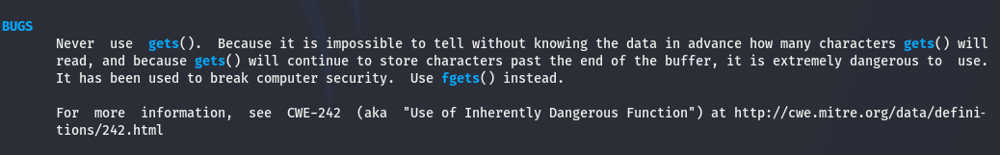 BUGS
Never use gets(). Because it is impossible to tell without knowing the data in advance how many characters gets() will
read, and because gets() will continue to store characters past the end of the buffer, it is extremely dangerous to use.
It has been used to break computer security. Use fgets() instead.
For more information, see CWE-242 (aka "Use of Inherently Dangerous Function") at http://cwe.mitre.org/data/defini-
tions/242.html